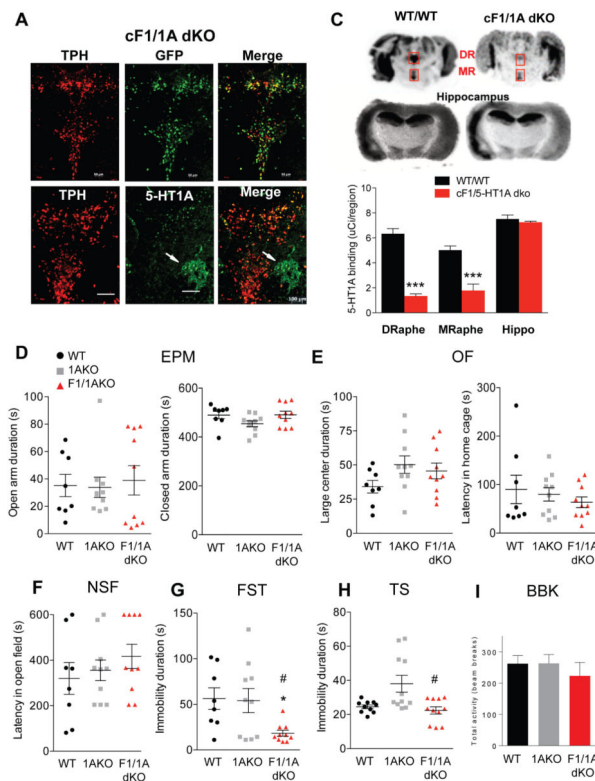 A
cF1/1A dKO
TPH GFP Merge
TPH 5-HT1A Merge
100 μm
C
WT/WT cF1/1A dKO
DR
MR
Hippocampus
WT/WT
cF1/5-HT1A dko
5-HT1A binding (uCi/region)
10
8
6
4
2
0
*** ***
DRaphe MRaphe Hippo
D
WT
1AKO
F1/1AKO
EPM
Open arm duration (s)
100
80
60
40
20
0
WT 1AKO F1/1A
dKO
Closed arm duration (s)
600
400
200
0
WT 1AKO F1/1A
dKO
E
OF
Large center duration (s)
100
75
50
25
0
WT 1AKO F1/1A
dKO
Latency in home cage (s)
300
200
100
0
WT 1AKO F1/1A
dKO
F
NSF
Latency in open field (s)
600
400
200
0
WT 1AKO F1/1A
dKO
G
FST
Immobility duration (s)
150
100
50
0
#
*
WT 1AKO F1/1A
dKO
H
TS
Immobility duration (s)
80
60
40
20
0
#
WT 1AKO F1/1A
dKO
I
BBK
Total activity (beam breaks)
300
200
100
0
WT 1AKO F1/1A
dKO